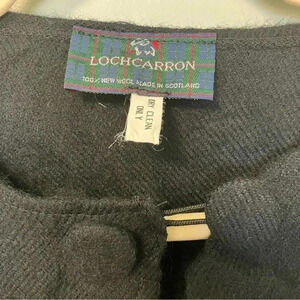 LOCHCARRON
100% NEW WOOL MADE IN SCOTLAND
DRY CLEAN
ONLY